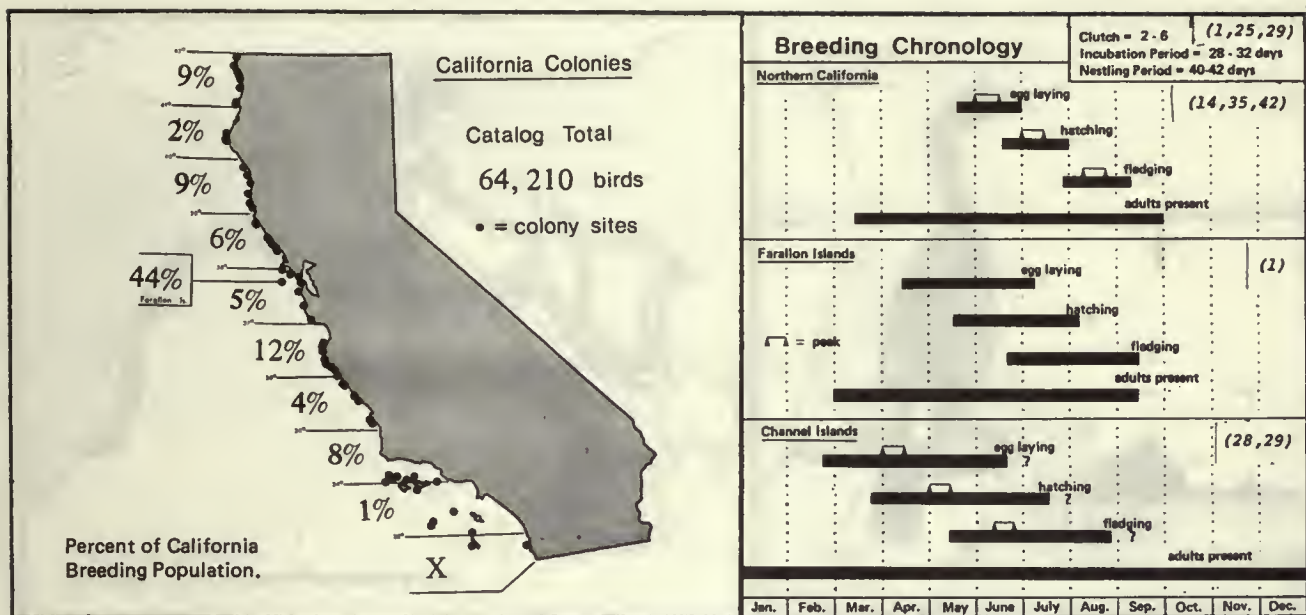 California Colonies
Catalog Total
64,210 birds
• = colony sites
9%
2%
9%
6%
44%
Farallon Is.
5%
12%
4%
8%
1%
X
Percent of California
Breeding Population.
Breeding Chronology
Clutch = 2 - 6 (1,25,29)
Incubation Period = 28 - 32 days
Nestling Period = 40-42 days
Northern California
(14,35,42)
egg laying
hatching
fledging
adults present
Farallon Islands
(1)
egg laying
hatching
= peak
fledging
adults present
Channel Islands
(28,29)
egg laying
?
hatching
?
fledging
?
adults present
Jan. Feb. Mar. Apr. May June July Aug. Sep. Oct. Nov. Dec.